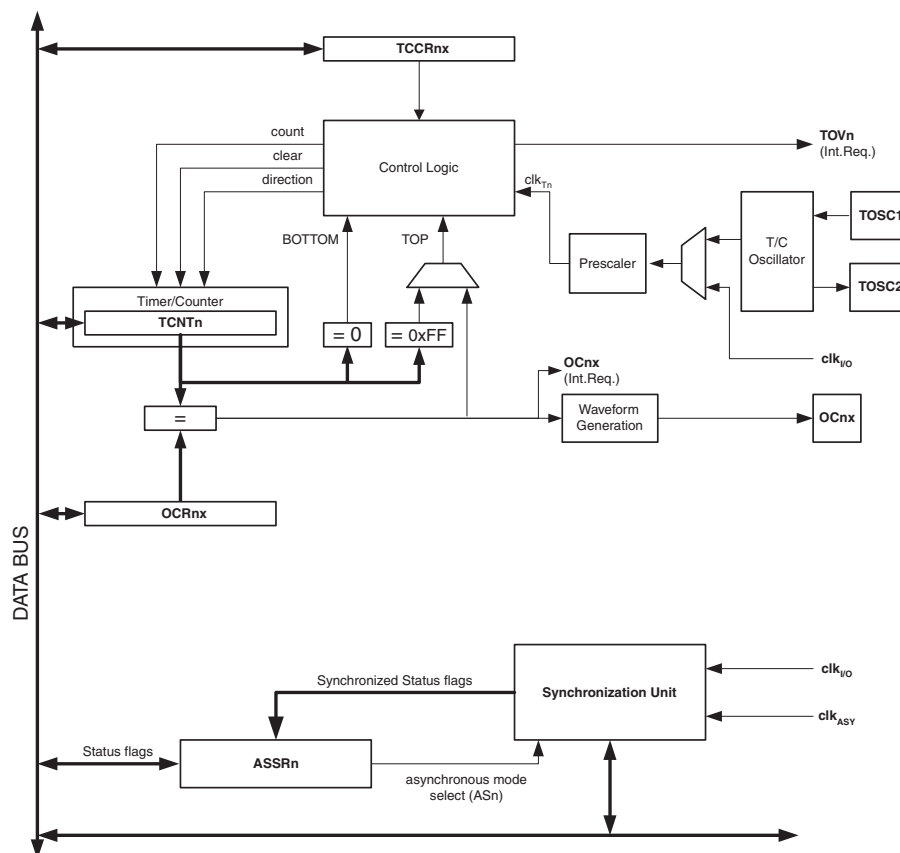 TCCRnx
count
clear
direction
Control Logic
TOVn
(Int.Req.)
clkTn
BOTTOM
TOP
TOSC1
T/C
Oscillator
Prescaler
TOSC2
Timer/Counter
TCNTn
= 0
= 0xFF
clkI/O
OCnx
(Int.Req.)
=
Waveform
Generation
OCnx
OCRnx
DATA BUS
Synchronized Status flags
Synchronization Unit
clkI/O
clkASY
Status flags
ASSRn
asynchronous mode
select (ASn)